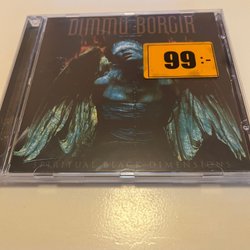 DIMMU BORGIR
99:-
SPIRITUAL BLACK DIMENSIONS